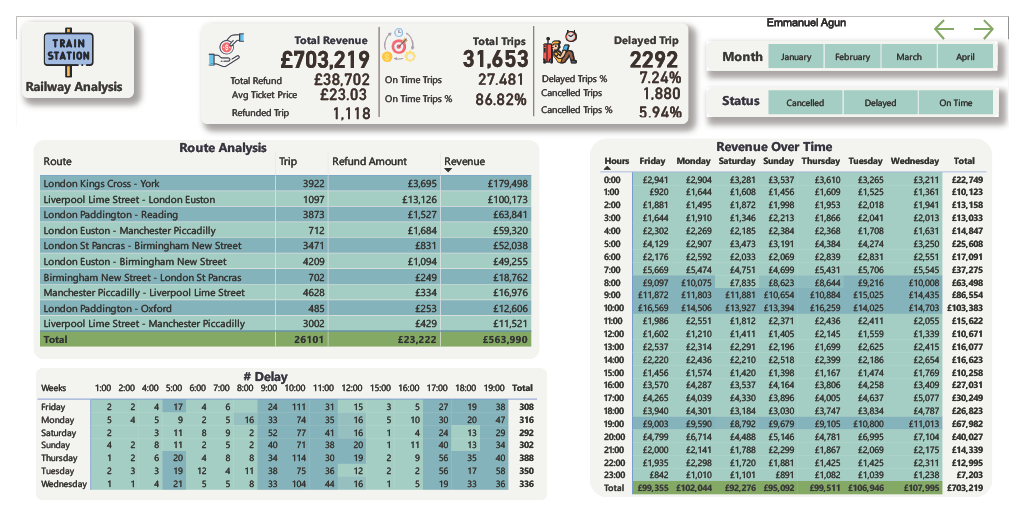 Emmanuel Agun
TRAIN
STATION
Railway Analysis
Total Revenue
£703,219
Total Refund £38,702
Avg Ticket Price £23.03
Refunded Trip 1,118
Total Trips
31,653
On Time Trips 27.481
On Time Trips % 86.82%
Delayed Trip
2292
Delayed Trips % 7.24%
Cancelled Trips 1,880
Cancelled Trips % 5.94%
Month January February March April
Status Cancelled Delayed On Time
Route Analysis
Route Trip Refund Amount Revenue
London Kings Cross - York 3922 £3,695 £179,498
Liverpool Lime Street - London Euston 1097 £13,126 £100,173
London Paddington - Reading 3873 £1,527 £63,841
London Euston - Manchester Piccadilly 712 £1,684 £59,320
London St Pancras - Birmingham New Street 3471 £831 £52,038
London Euston - Birmingham New Street 4209 £1,094 £49,255
Birmingham New Street - London St Pancras 702 £249 £18,762
Manchester Piccadilly - Liverpool Lime Street 4628 £334 £16,976
London Paddington - Oxford 485 £253 £12,606
Liverpool Lime Street - Manchester Piccadilly 3002 £429 £11,521
Total 26101 £23,222 £563,990
# Delay
Weeks 1:00 2:00 4:00 5:00 6:00 7:00 8:00 9:00 10:00 11:00 12:00 15:00 16:00 17:00 18:00 19:00 Total
Friday 2 2 4 17 4 6 24 111 31 15 3 5 27 19 38 308
Monday 5 4 5 9 2 5 16 33 74 35 16 5 10 30 20 47 316
Saturday 2 3 11 8 9 2 52 77 41 16 1 4 24 13 29 292
Sunday 4 2 8 11 2 5 2 40 71 38 20 1 11 40 13 34 302
Thursday 1 2 6 20 4 8 8 34 114 30 19 2 9 56 35 40 388
Tuesday 2 3 3 19 12 4 11 38 75 36 12 2 2 56 17 58 350
Wednesday 1 1 4 21 5 5 8 33 104 44 16 1 5 19 33 36 336
Revenue Over Time
Hours Friday Monday Saturday Sunday Thursday Tuesday Wednesday Total
0:00 £2,941 £2,904 £3,281 £3,537 £3,610 £3,265 £3,211 £22,749
1:00 £920 £1,644 £1,608 £1,456 £1,609 £1,525 £1,361 £10,123
2:00 £1,881 £1,495 £1,872 £1,998 £1,953 £2,018 £1,941 £13,158
3:00 £1,644 £1,910 £1,346 £2,213 £1,866 £2,041 £2,013 £13,033
4:00 £2,302 £2,269 £2,185 £2,384 £2,368 £1,708 £1,631 £14,847
5:00 £4,129 £2,907 £3,473 £3,191 £4,384 £4,274 £3,250 £25,608
6:00 £2,176 £2,592 £2,033 £2,069 £2,839 £2,831 £2,551 £17,091
7:00 £5,669 £5,474 £4,751 £4,699 £5,431 £5,706 £5,545 £37,275
8:00 £9,097 £10,075 £7,835 £8,623 £8,644 £9,216 £10,008 £63,498
9:00 £11,872 £11,803 £11,881 £10,654 £10,884 £15,025 £14,435 £86,554
10:00 £16,569 £14,506 £13,927 £13,394 £16,259 £14,025 £14,703 £103,383
11:00 £1,986 £2,551 £1,812 £2,371 £2,436 £2,411 £2,055 £15,622
12:00 £1,602 £1,210 £1,411 £1,405 £2,145 £1,559 £1,339 £10,671
13:00 £2,537 £2,314 £2,291 £2,196 £1,699 £2,625 £2,415 £16,077
14:00 £2,220 £2,436 £2,210 £2,518 £2,399 £2,186 £2,654 £16,623
15:00 £1,456 £1,574 £1,420 £1,398 £1,167 £1,474 £1,769 £10,258
16:00 £3,570 £4,287 £3,537 £4,164 £3,806 £4,258 £3,409 £27,031
17:00 £4,265 £4,039 £4,330 £3,896 £4,005 £4,637 £5,077 £30,249
18:00 £3,940 £4,301 £3,184 £3,030 £3,747 £3,834 £4,787 £26,823
19:00 £9,003 £9,590 £8,792 £9,679 £9,105 £10,800 £11,013 £67,982
20:00 £4,799 £6,714 £4,488 £5,146 £4,781 £6,995 £7,104 £40,027
21:00 £2,000 £2,141 £1,788 £2,299 £1,867 £2,069 £2,175 £14,339
22:00 £1,935 £2,298 £1,720 £1,881 £1,425 £1,425 £2,311 £12,995
23:00 £842 £1,010 £1,101 £891 £1,082 £1,039 £1,238 £7,203
Total £99,355 £102,044 £92,276 £95,092 £99,511 £106,946 £107,995 £703,219